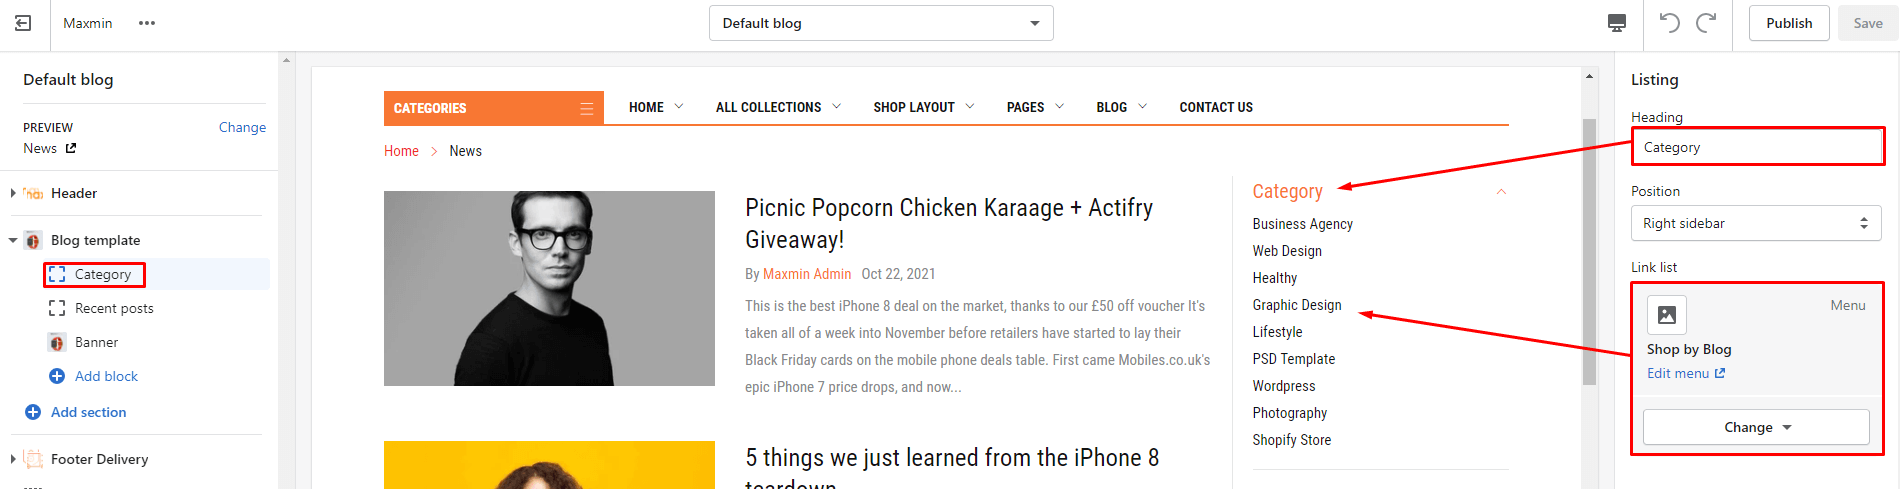 Maxmin
Default blog
Publish
Save
Default blog
PREVIEW
Change
News
Header
Blog template
Category
Recent posts
Banner
Add block
Add section
Footer Delivery
CATEGORIES
HOME
ALL COLLECTIONS
SHOP LAYOUT
PAGES
BLOG
CONTACT US
Home
News
Picnic Popcorn Chicken Karaage + Actifry
Giveaway!
By Maxmin Admin Oct 22, 2021
This is the best iPhone 8 deal on the market, thanks to our £50 off voucher It's
taken all of a week into November before retailers have started to lay their
Black Friday cards on the mobile phone deals table. First came Mobiles.co.uk's
epic iPhone 7 price drops, and now...
5 things we just learned from the iPhone 8
teardown
Category
Business Agency
Web Design
Healthy
Graphic Design
Lifestyle
PSD Template
Wordpress
Photography
Shopify Store
Listing
Heading
Category
Position
Right sidebar
Link list
Menu
Shop by Blog
Edit menu
Change